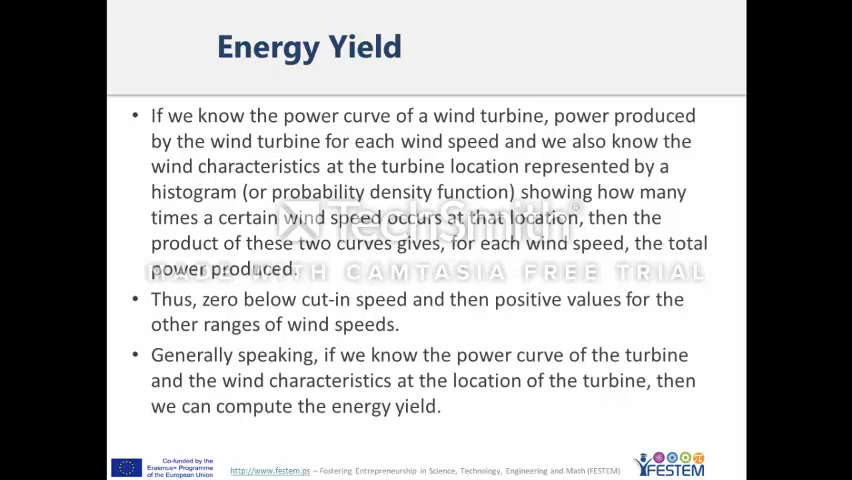 Energy Yield
• If we know the power curve of a wind turbine, power produced
by the wind turbine for each wind speed and we also know the
wind characteristics at the turbine location represented by a
histogram (or probability density function) showing how many
times a certain wind speed occurs at that location, then the
product of these two curves gives, for each wind speed, the total
power produced.
TechSmith®
MADE WITH CAMTASIA FREE TRIAL
• Thus, zero below cut-in speed and then positive values for the
other ranges of wind speeds.
• Generally speaking, if we know the power curve of the turbine
and the wind characteristics at the location of the turbine, then
we can compute the energy yield.
Co-funded by the
Erasmus+ Programme
of the European Union
http://www.festem.ps – Fostering Entrepreneurship in Science, Technology, Engineering and Math (FESTEM)
FESTEM